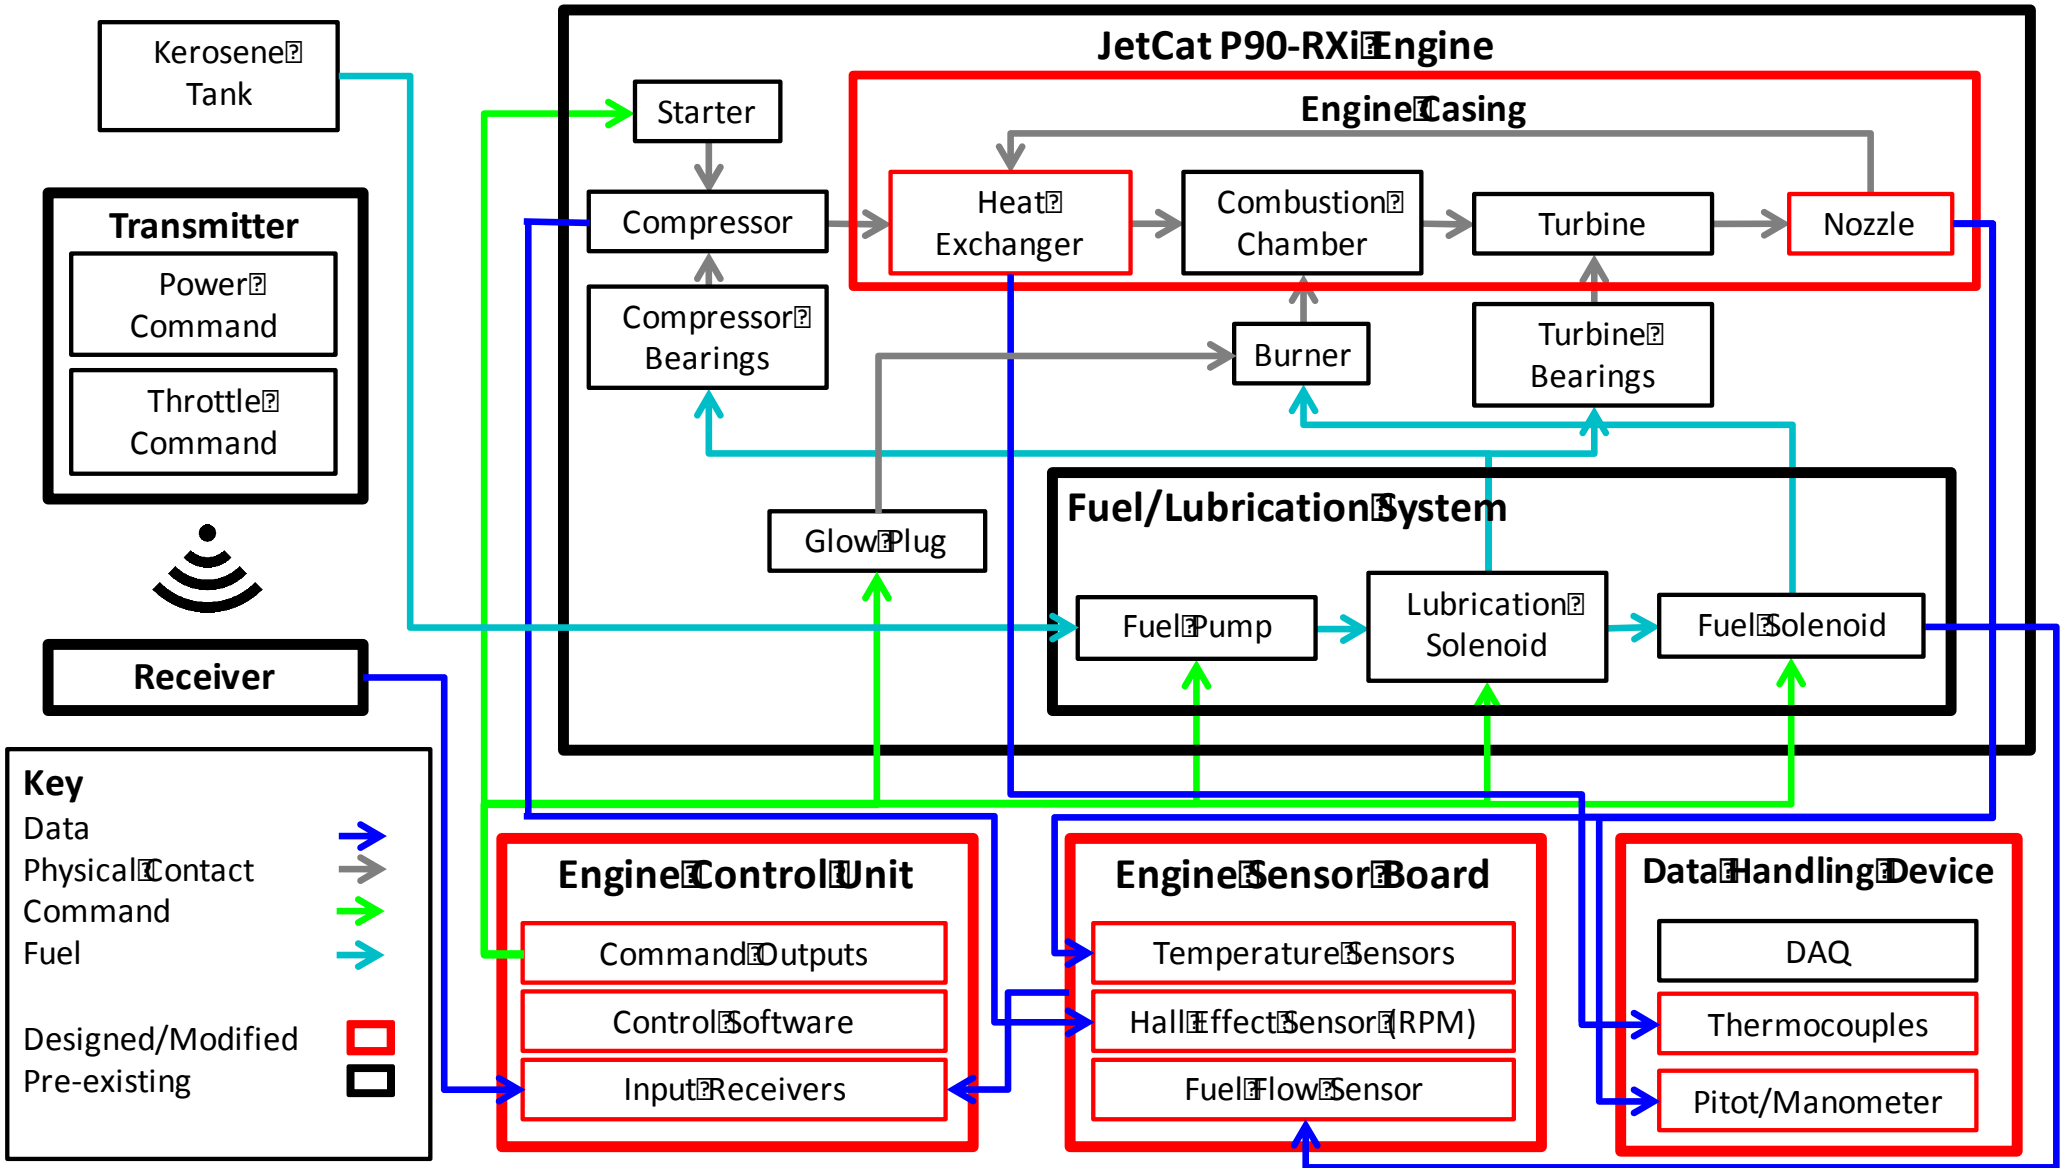 Kerosene
Tank
JetCat P90-RXi Engine
Engine Casing
Starter
Compressor
Heat
Exchanger
Combustion
Chamber
Turbine
Nozzle
Transmitter
Power
Command
Throttle
Command
Compressor
Bearings
Burner
Turbine
Bearings
Fuel/Lubrication System
Glow Plug
Fuel Pump
Lubrication
Solenoid
Fuel Solenoid
Receiver
Key
Data
Physical Contact
Command
Fuel
Designed/Modified
Pre-existing
Engine Control Unit
Command Outputs
Control Software
Input Receivers
Engine Sensor Board
Temperature Sensors
Hall Effect Sensor (RPM)
Fuel Flow Sensor
Data Handling Device
DAQ
Thermocouples
Pitot/Manometer